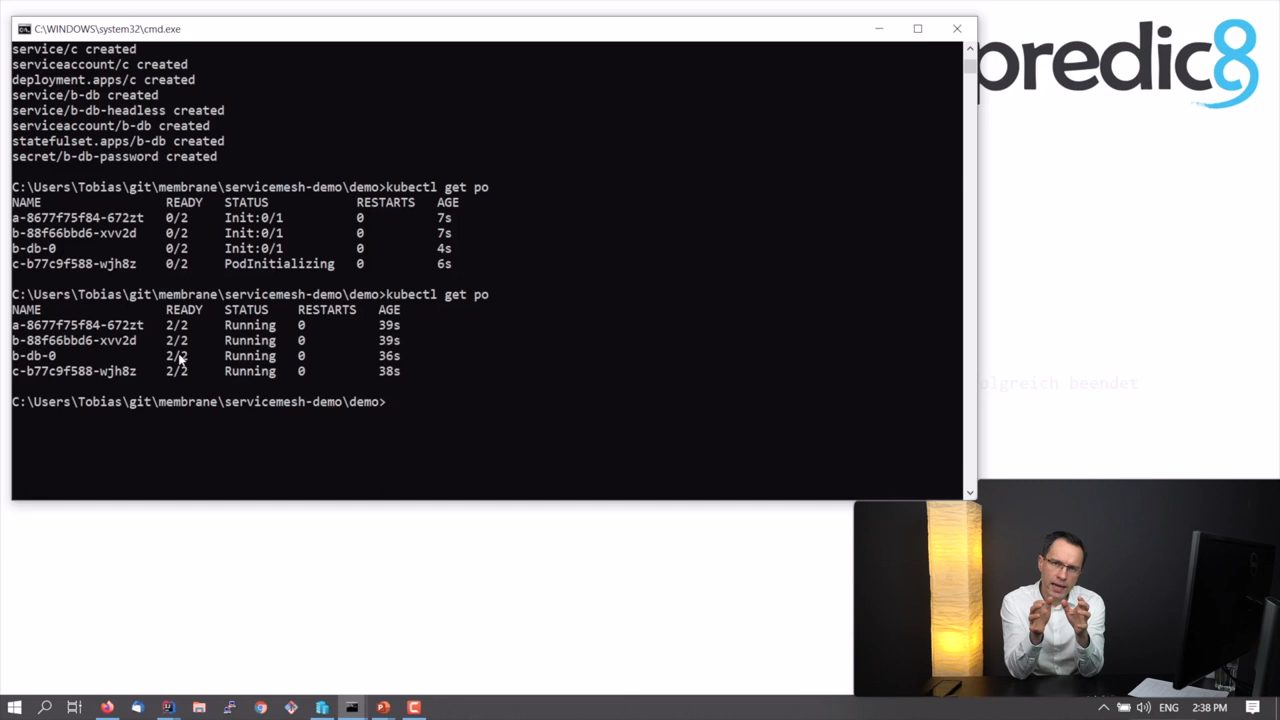 C:\WINDOWS\system32\cmd.exe
service/c created
serviceaccount/c created
deployment.apps/c created
service/b-db created
service/b-db-headless created
serviceaccount/b-db created
statefulset.apps/b-db created
secret/b-db-password created
C:\Users\Tobias\git\membrane\servicemesh-demo\demo>kubectl get po
NAME READY STATUS RESTARTS AGE
a-8677f75f84-672zt 0/2 Init:0/1 0 7s
b-88f66bbd6-xvv2d 0/2 Init:0/1 0 7s
b-db-0 0/2 Init:0/1 0 4s
c-b77c9f588-wjh8z 0/2 PodInitializing 0 6s
C:\Users\Tobias\git\membrane\servicemesh-demo\demo>kubectl get po
NAME READY STATUS RESTARTS AGE
a-8677f75f84-672zt 2/2 Running 0 39s
b-88f66bbd6-xvv2d 2/2 Running 0 39s
b-db-0 2/2 Running 0 36s
c-b77c9f588-wjh8z 2/2 Running 0 38s
C:\Users\Tobias\git\membrane\servicemesh-demo\demo>
predic8
olgreich beendet
ENG 2:38 PM